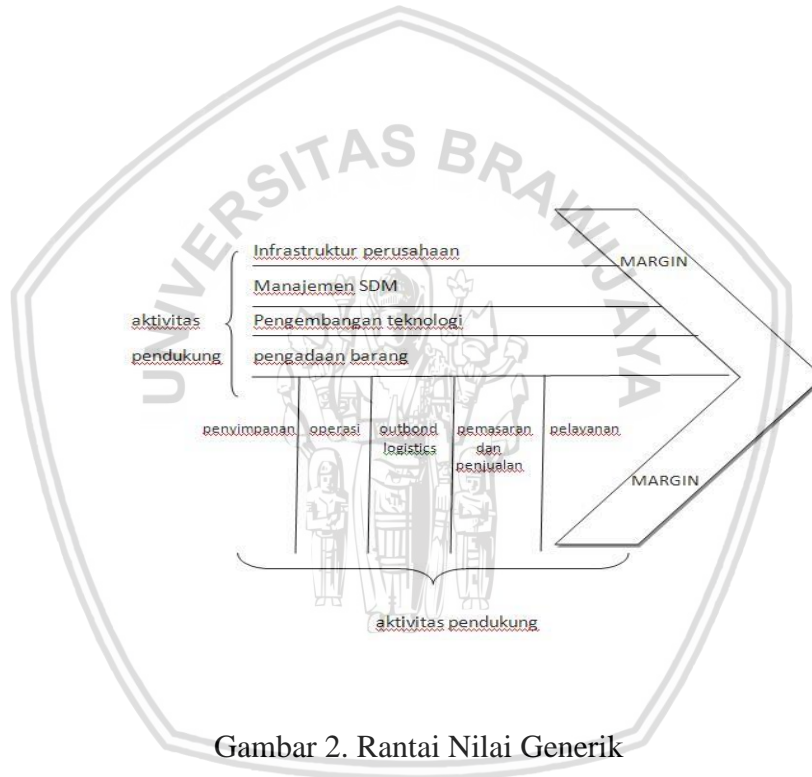 UNIVERSITAS BRAWIJAYA
Infrastruktur perusahaan
MARGIN
Manajemen SDM
aktivitas
Pengembangan teknologi
pendukung
pengadaan barang
penyimpanan operasi outbond pemasaran pelayanan
logistics dan
penjualan
MARGIN
aktivitas pendukung
Gambar 2. Rantai Nilai Generik